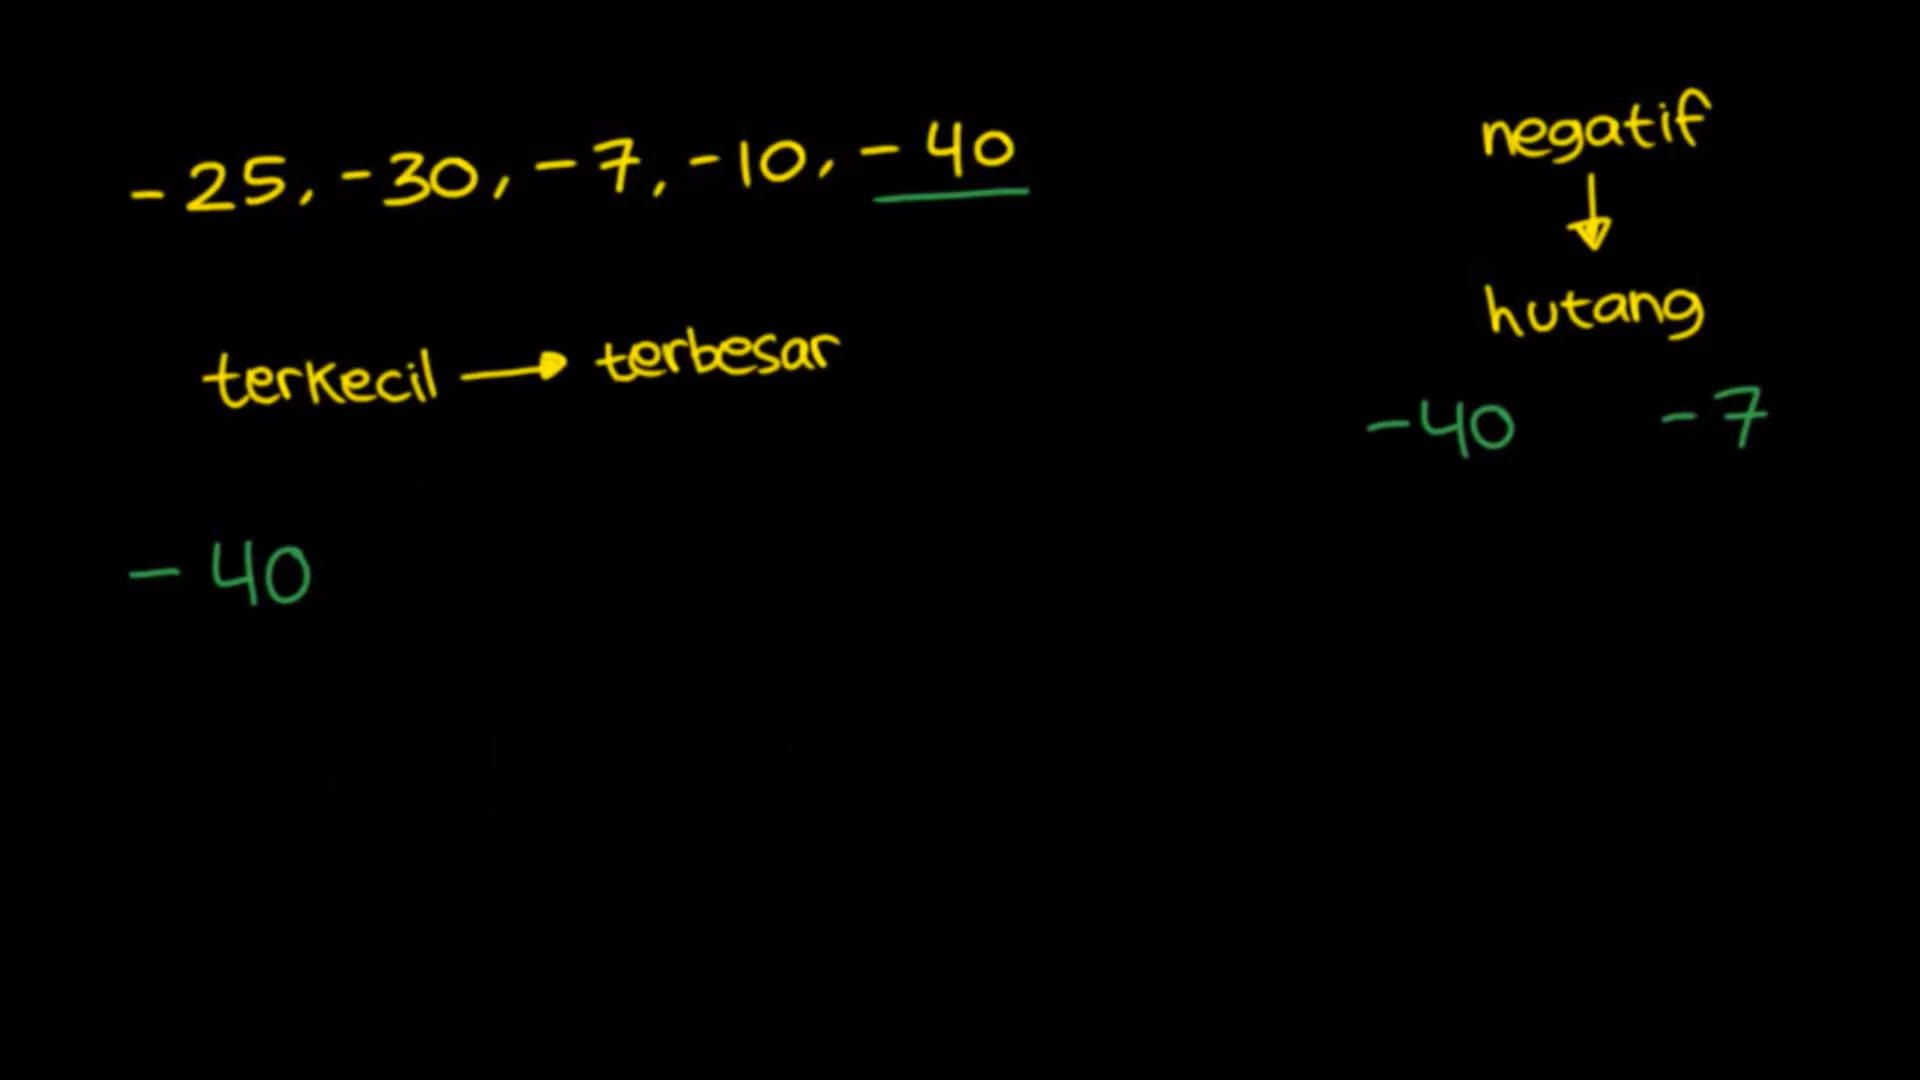 -25, -30, -7, -10, -40
terkecil → terbesar
-40
negatif
↓
hutang
-40 -7